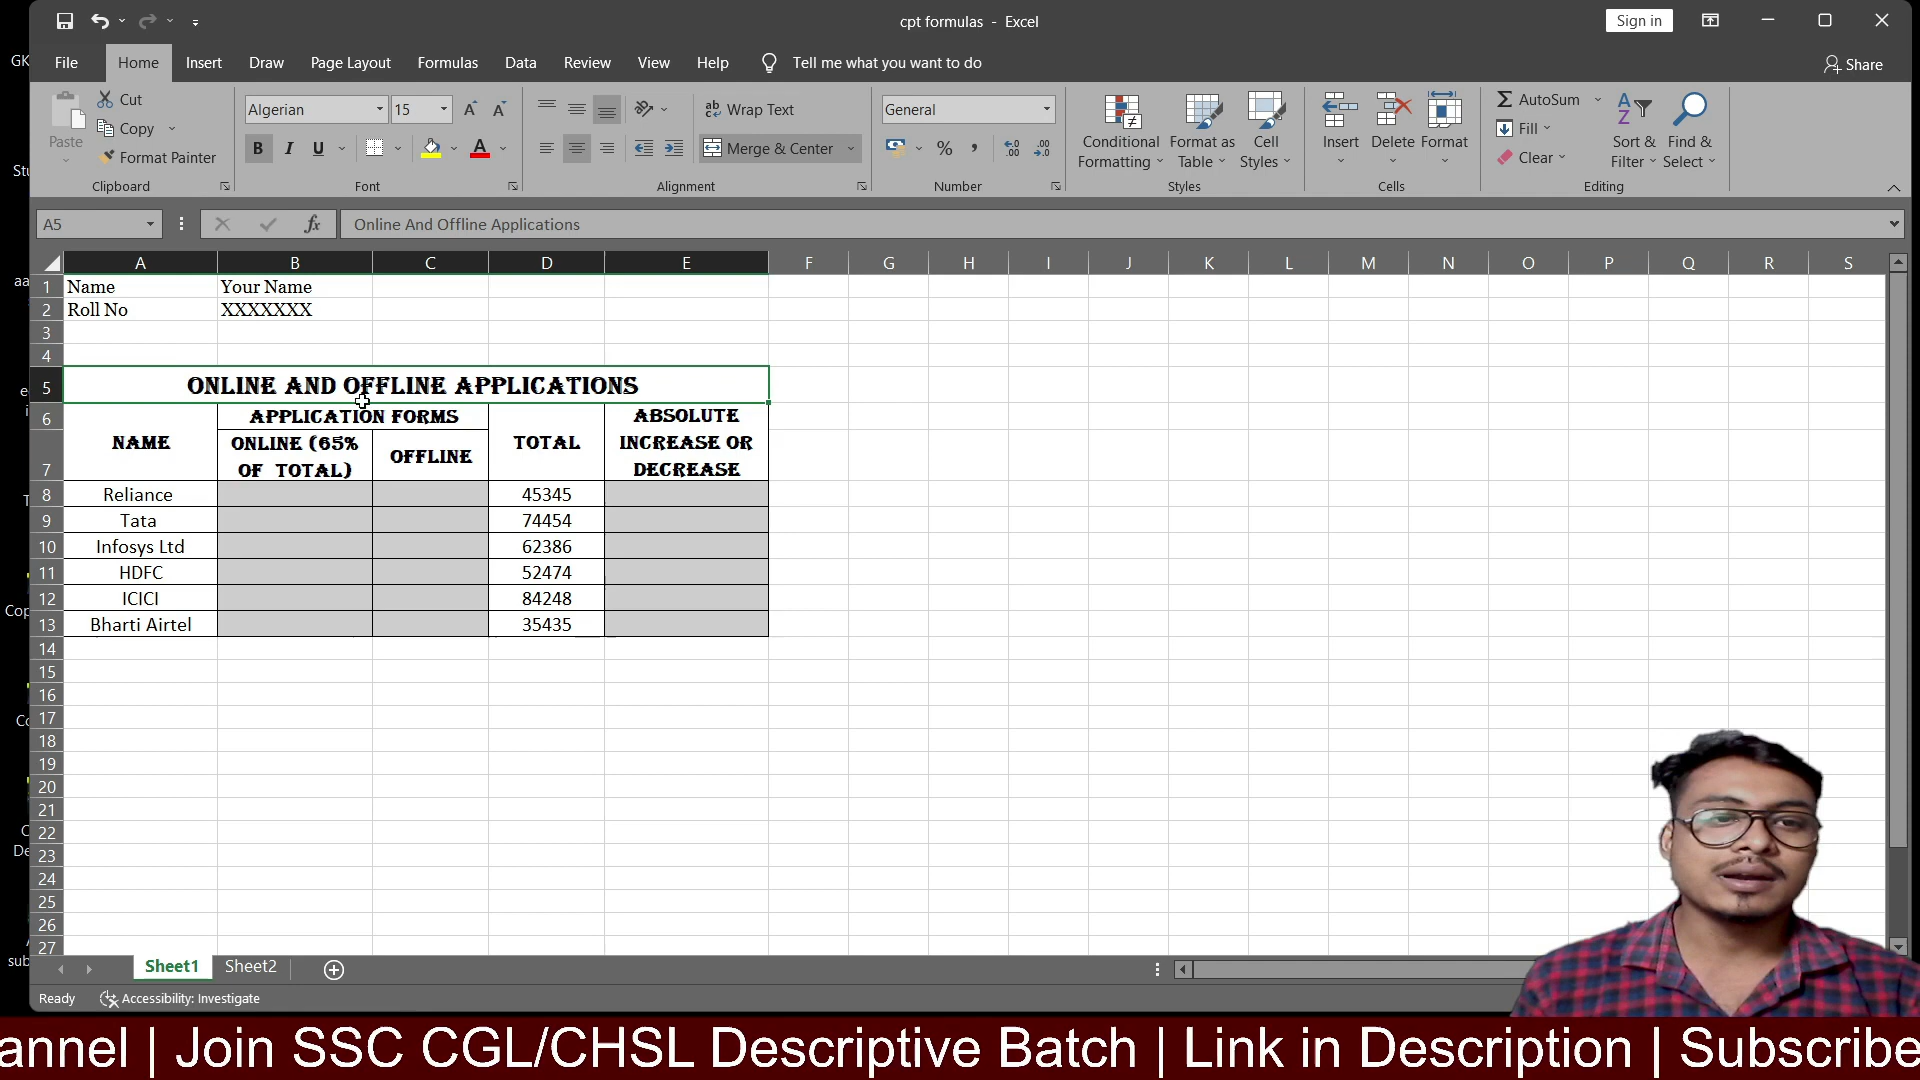 cpt formulas - Excel
Sign in
File Home Insert Draw Page Layout Formulas Data Review View Help Tell me what you want to do
Share
Paste
Cut
Copy
Format Painter
Clipboard
Algerian 15
B I U
Font
Wrap Text
Merge & Center
Alignment
General
Number
Conditional Formatting
Format as Table
Cell Styles
Styles
Insert Delete Format
Cells
AutoSum
Fill
Clear
Sort & Filter
Find & Select
Editing
A5 fx Online And Offline Applications
A B C D E F G H I J K L M N O P Q R S
1 Name Your Name
2 Roll No XXXXXXX
3
4
5 ONLINE AND OFFLINE APPLICATIONS
6 APPLICATION FORMS
7
NAME
ONLINE (65% OF TOTAL)
OFFLINE
TOTAL
ABSOLUTE INCREASE OR DECREASE
8 Reliance 45345
9 Tata 74454
10 Infosys Ltd 62386
11 HDFC 52474
12 ICICI 84248
13 Bharti Airtel 35435
14
15
16
17
18
19
20
21
22
23
24
25
26
27
Sheet1 Sheet2
Ready Accessibility: Investigate
annel | Join SSC CGL/CHSL Descriptive Batch | Link in Description | Subscribe